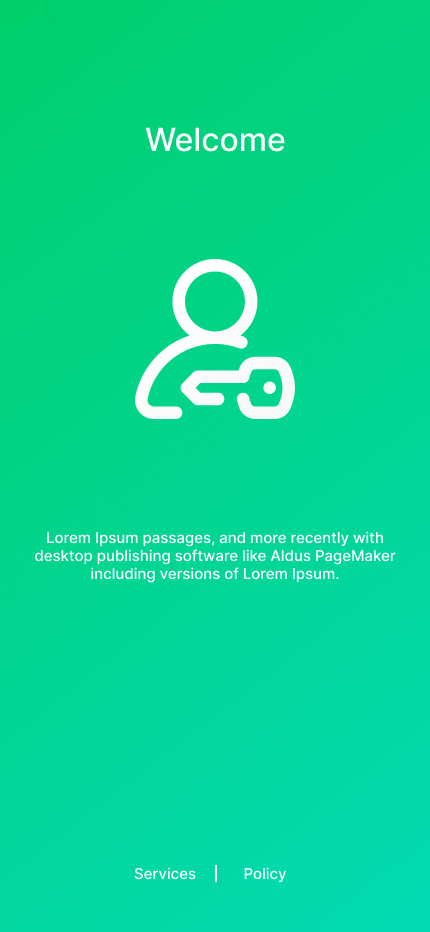 Welcome
Lorem Ipsum passages, and more recently with
desktop publishing software like Aldus PageMaker
including versions of Lorem Ipsum.
Services | Policy